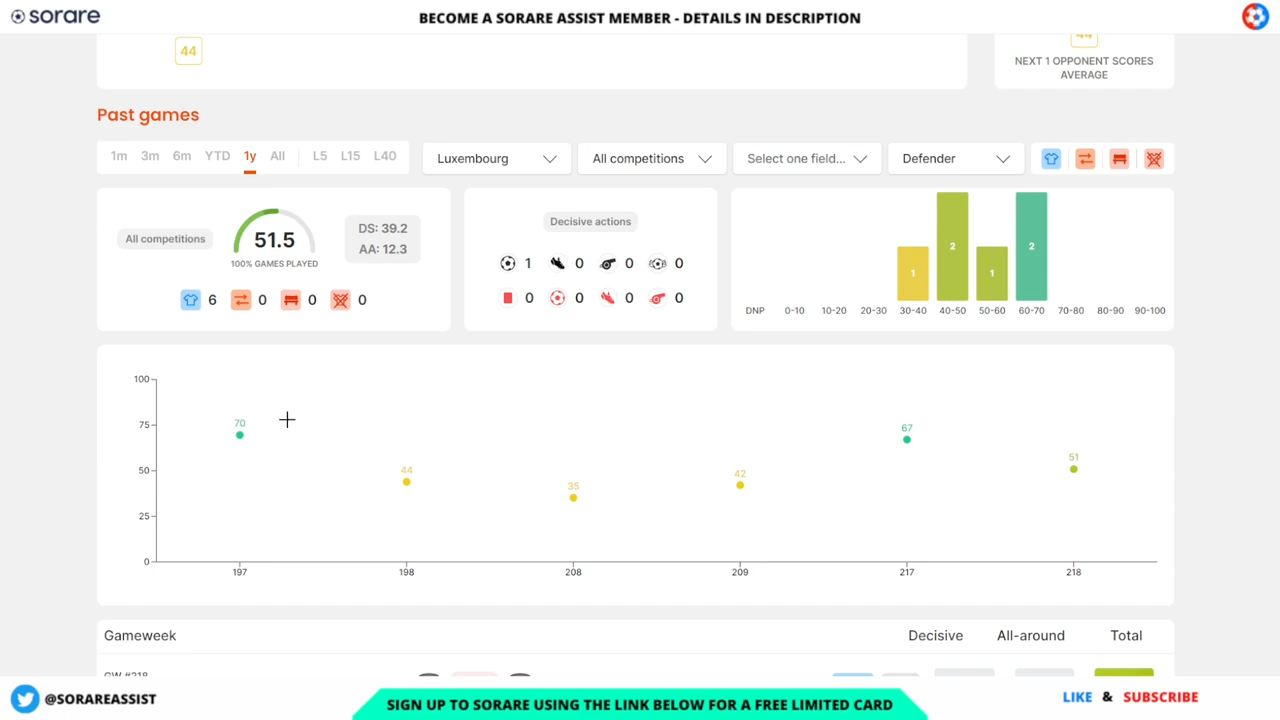 sorare
BECOME A SORARE ASSIST MEMBER - DETAILS IN DESCRIPTION
44
44
NEXT 1 OPPONENT SCORES
AVERAGE
Past games
1m 3m 6m YTD 1y All L5 L15 L40
Luxembourg
All competitions
Select one field...
Defender
All competitions
51.5
100% GAMES PLAYED
DS: 39.2
AA: 12.3
6 0 0 0
Decisive actions
1 0 0 0
0 0 0 0
1 2 1 2
DNP 0-10 10-20 20-30 30-40 40-50 50-60 60-70 70-80 80-90 90-100
100
75
50
25
0
70 44 35 42 67 51
197 198 208 209 217 218
Gameweek Decisive All-around Total
GW #218
@SORAREASSIST
SIGN UP TO SORARE USING THE LINK BELOW FOR A FREE LIMITED CARD
LIKE & SUBSCRIBE